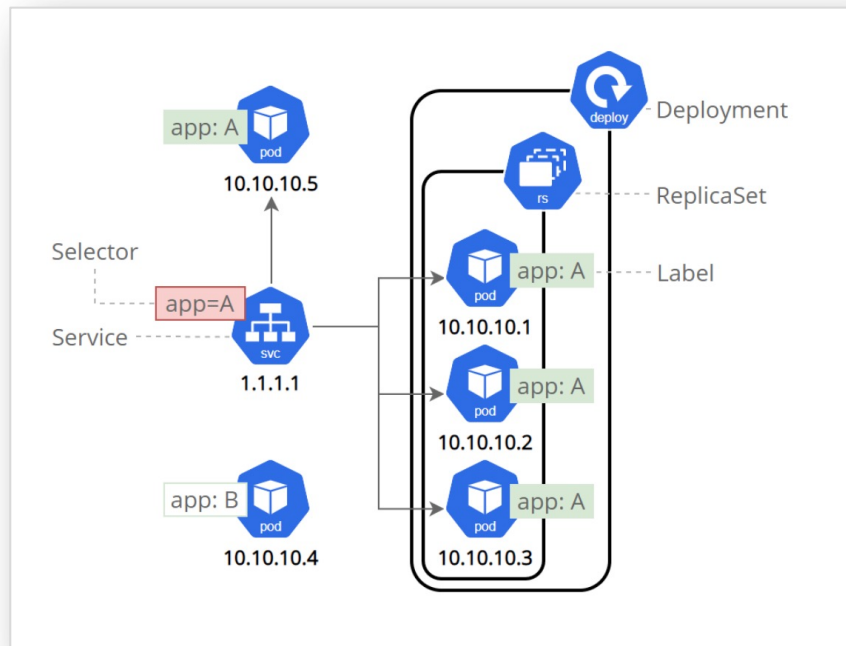 deploy
Deployment
app: A
pod
10.10.10.5
rs
ReplicaSet
Selector
app=A
Service
svc
1.1.1.1
pod
app: A
Label
10.10.10.1
pod
app: A
10.10.10.2
app: B
pod
10.10.10.4
pod
app: A
10.10.10.3